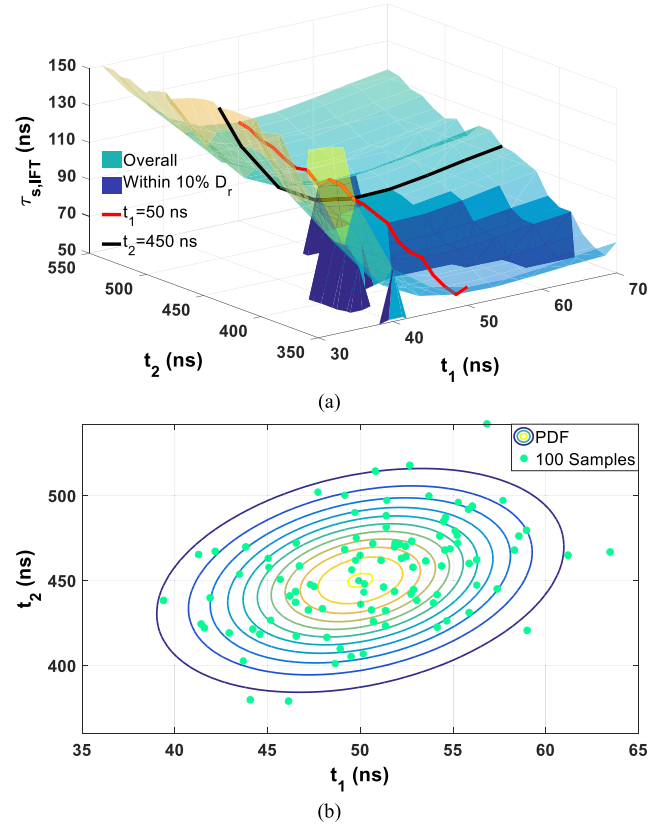 150
130
110
90
70
50
τs,IFT (ns)
Overall
Within 10% Dr
t1=50 ns
t2=450 ns
550
500
450
400
350
t2 (ns)
30
40
50
60
70
t1 (ns)
(a)
PDF
100 Samples
500
450
400
t2 (ns)
35
40
45
50
55
60
65
t1 (ns)
(b)